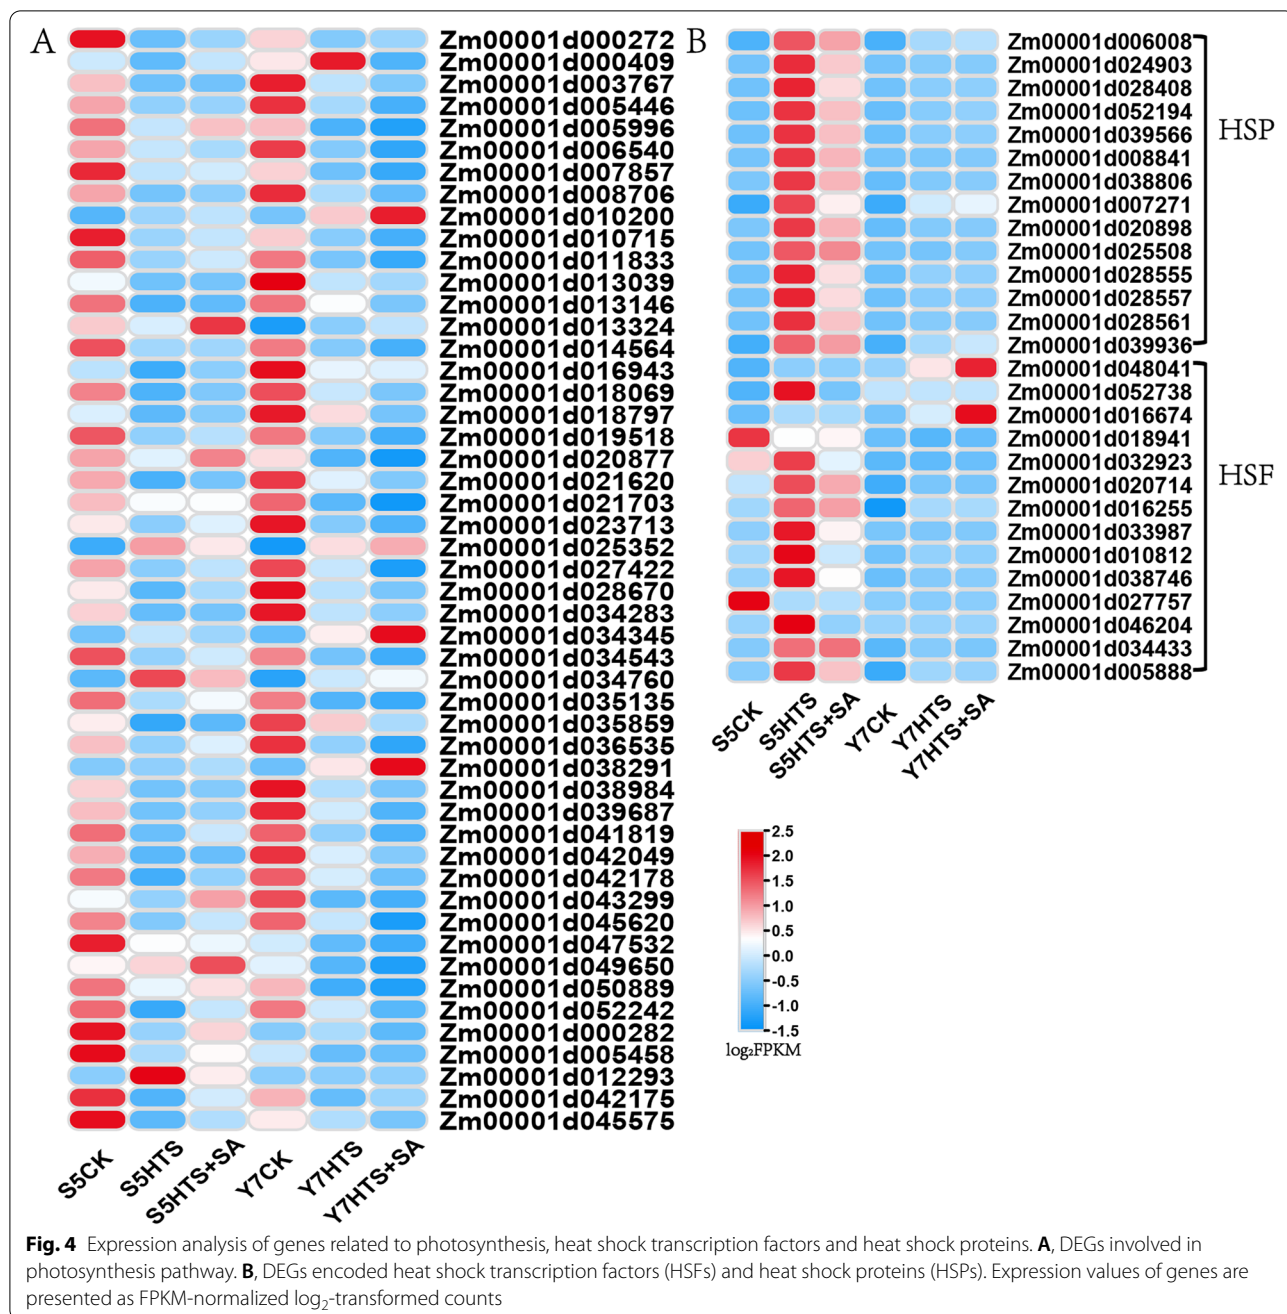 A
Zm00001d000272
Zm00001d000409
Zm00001d003767
Zm00001d005446
Zm00001d005996
Zm00001d006540
Zm00001d007857
Zm00001d008706
Zm00001d010200
Zm00001d010715
Zm00001d011833
Zm00001d013039
Zm00001d013146
Zm00001d013324
Zm00001d014564
Zm00001d016943
Zm00001d018069
Zm00001d018797
Zm00001d019518
Zm00001d020877
Zm00001d021620
Zm00001d021703
Zm00001d023713
Zm00001d025352
Zm00001d027422
Zm00001d028670
Zm00001d034283
Zm00001d034345
Zm00001d034543
Zm00001d034760
Zm00001d035135
Zm00001d035859
Zm00001d036535
Zm00001d038291
Zm00001d038984
Zm00001d039687
Zm00001d041819
Zm00001d042049
Zm00001d042178
Zm00001d043299
Zm00001d045620
Zm00001d047532
Zm00001d049650
Zm00001d050889
Zm00001d052242
Zm00001d000282
Zm00001d005458
Zm00001d012293
Zm00001d042175
Zm00001d045575
S5CK
S5HTS
S5HTS+SA
Y7CK
Y7HTS
Y7HTS+SA
B
Zm00001d006008
Zm00001d024903
Zm00001d028408
Zm00001d052194
Zm00001d039566
Zm00001d008841
Zm00001d038806
Zm00001d007271
Zm00001d020898
Zm00001d025508
Zm00001d028555
Zm00001d028557
Zm00001d028561
Zm00001d039936
HSP
Zm00001d048041
Zm00001d052738
Zm00001d016674
Zm00001d018941
Zm00001d032923
Zm00001d020714
Zm00001d016255
Zm00001d033987
Zm00001d010812
Zm00001d038746
Zm00001d027757
Zm00001d046204
Zm00001d034433
Zm00001d005888
HSF
S5CK
S5HTS
S5HTS+SA
Y7CK
Y7HTS
Y7HTS+SA
2.5
2.0
1.5
1.0
0.5
0.0
-0.5
-1.0
-1.5
log₂FPKM
Fig. 4 Expression analysis of genes related to photosynthesis, heat shock transcription factors and heat shock proteins. A, DEGs involved in
photosynthesis pathway. B, DEGs encoded heat shock transcription factors (HSFs) and heat shock proteins (HSPs). Expression values of genes are
presented as FPKM-normalized log₂-transformed counts